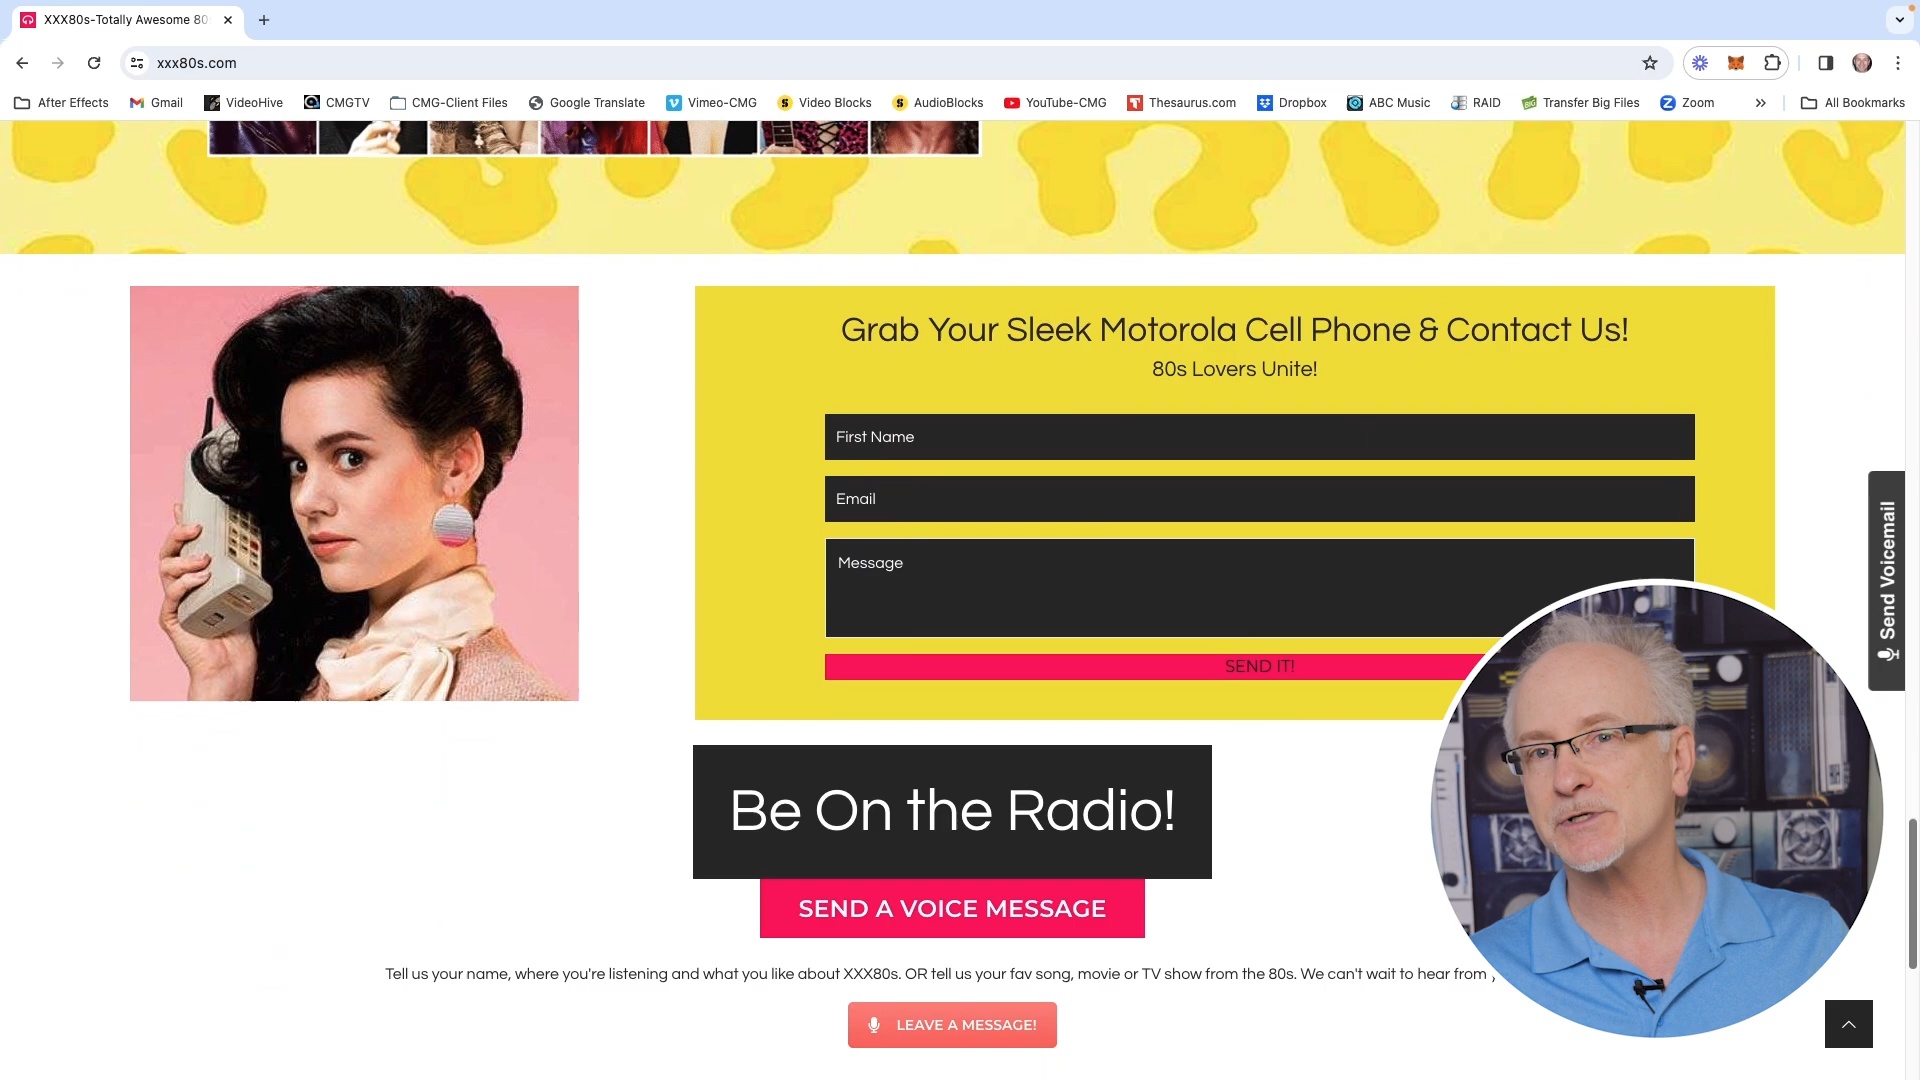 XXX80s-Totally Awesome 80
xxx80s.com
After Effects
Gmail
VideoHive
CMGTV
CMG-Client Files
Google Translate
Vimeo-CMG
Video Blocks
AudioBlocks
YouTube-CMG
Thesaurus.com
Dropbox
ABC Music
RAID
Transfer Big Files
Zoom
All Bookmarks
Grab Your Sleek Motorola Cell Phone & Contact Us!
80s Lovers Unite!
First Name
Email
Message
SEND IT!
Send Voicemail
Be On the Radio!
SEND A VOICE MESSAGE
Tell us your name, where you're listening and what you like about XXX80s. OR tell us your fav song, movie or TV show from the 80s. We can't wait to hear from
LEAVE A MESSAGE!